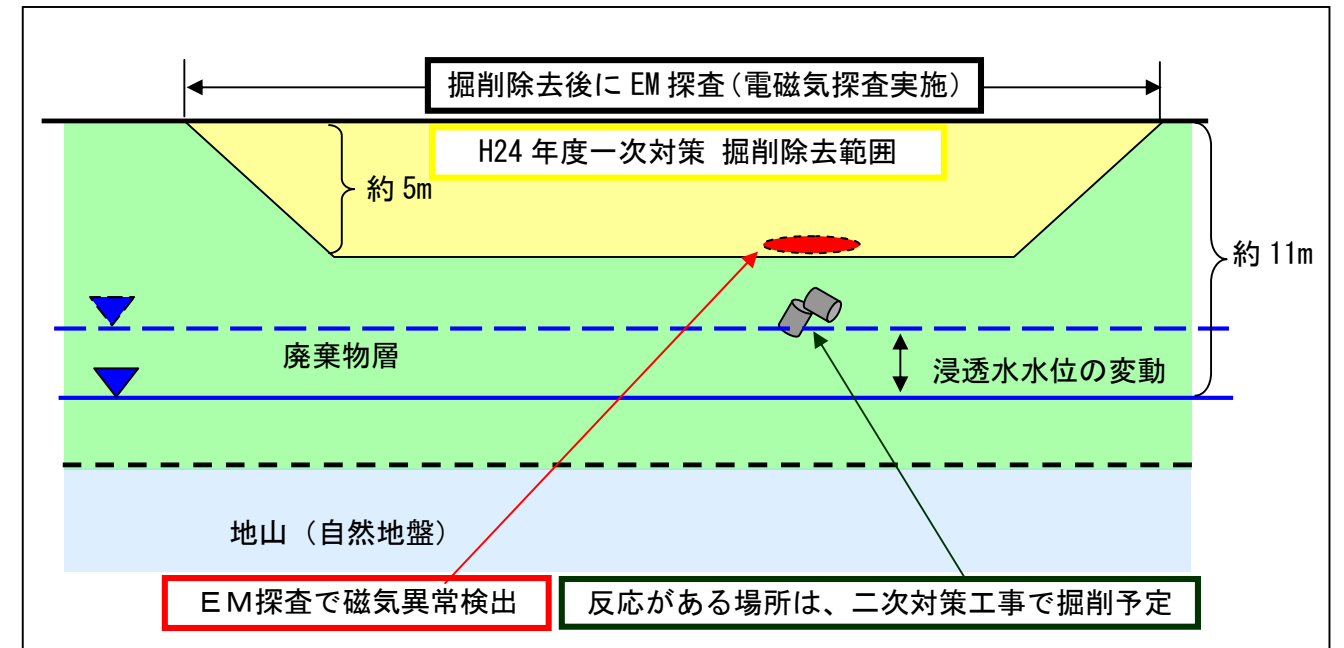 掘削除去後に EM 探査（電磁気探査実施）
H24 年度一次対策 掘削除去範囲
約 5m
約 11m
廃棄物層
浸透水水位の変動
地山（自然地盤）
ＥＭ探査で磁気異常検出
反応がある場所は、二次対策工事で掘削予定